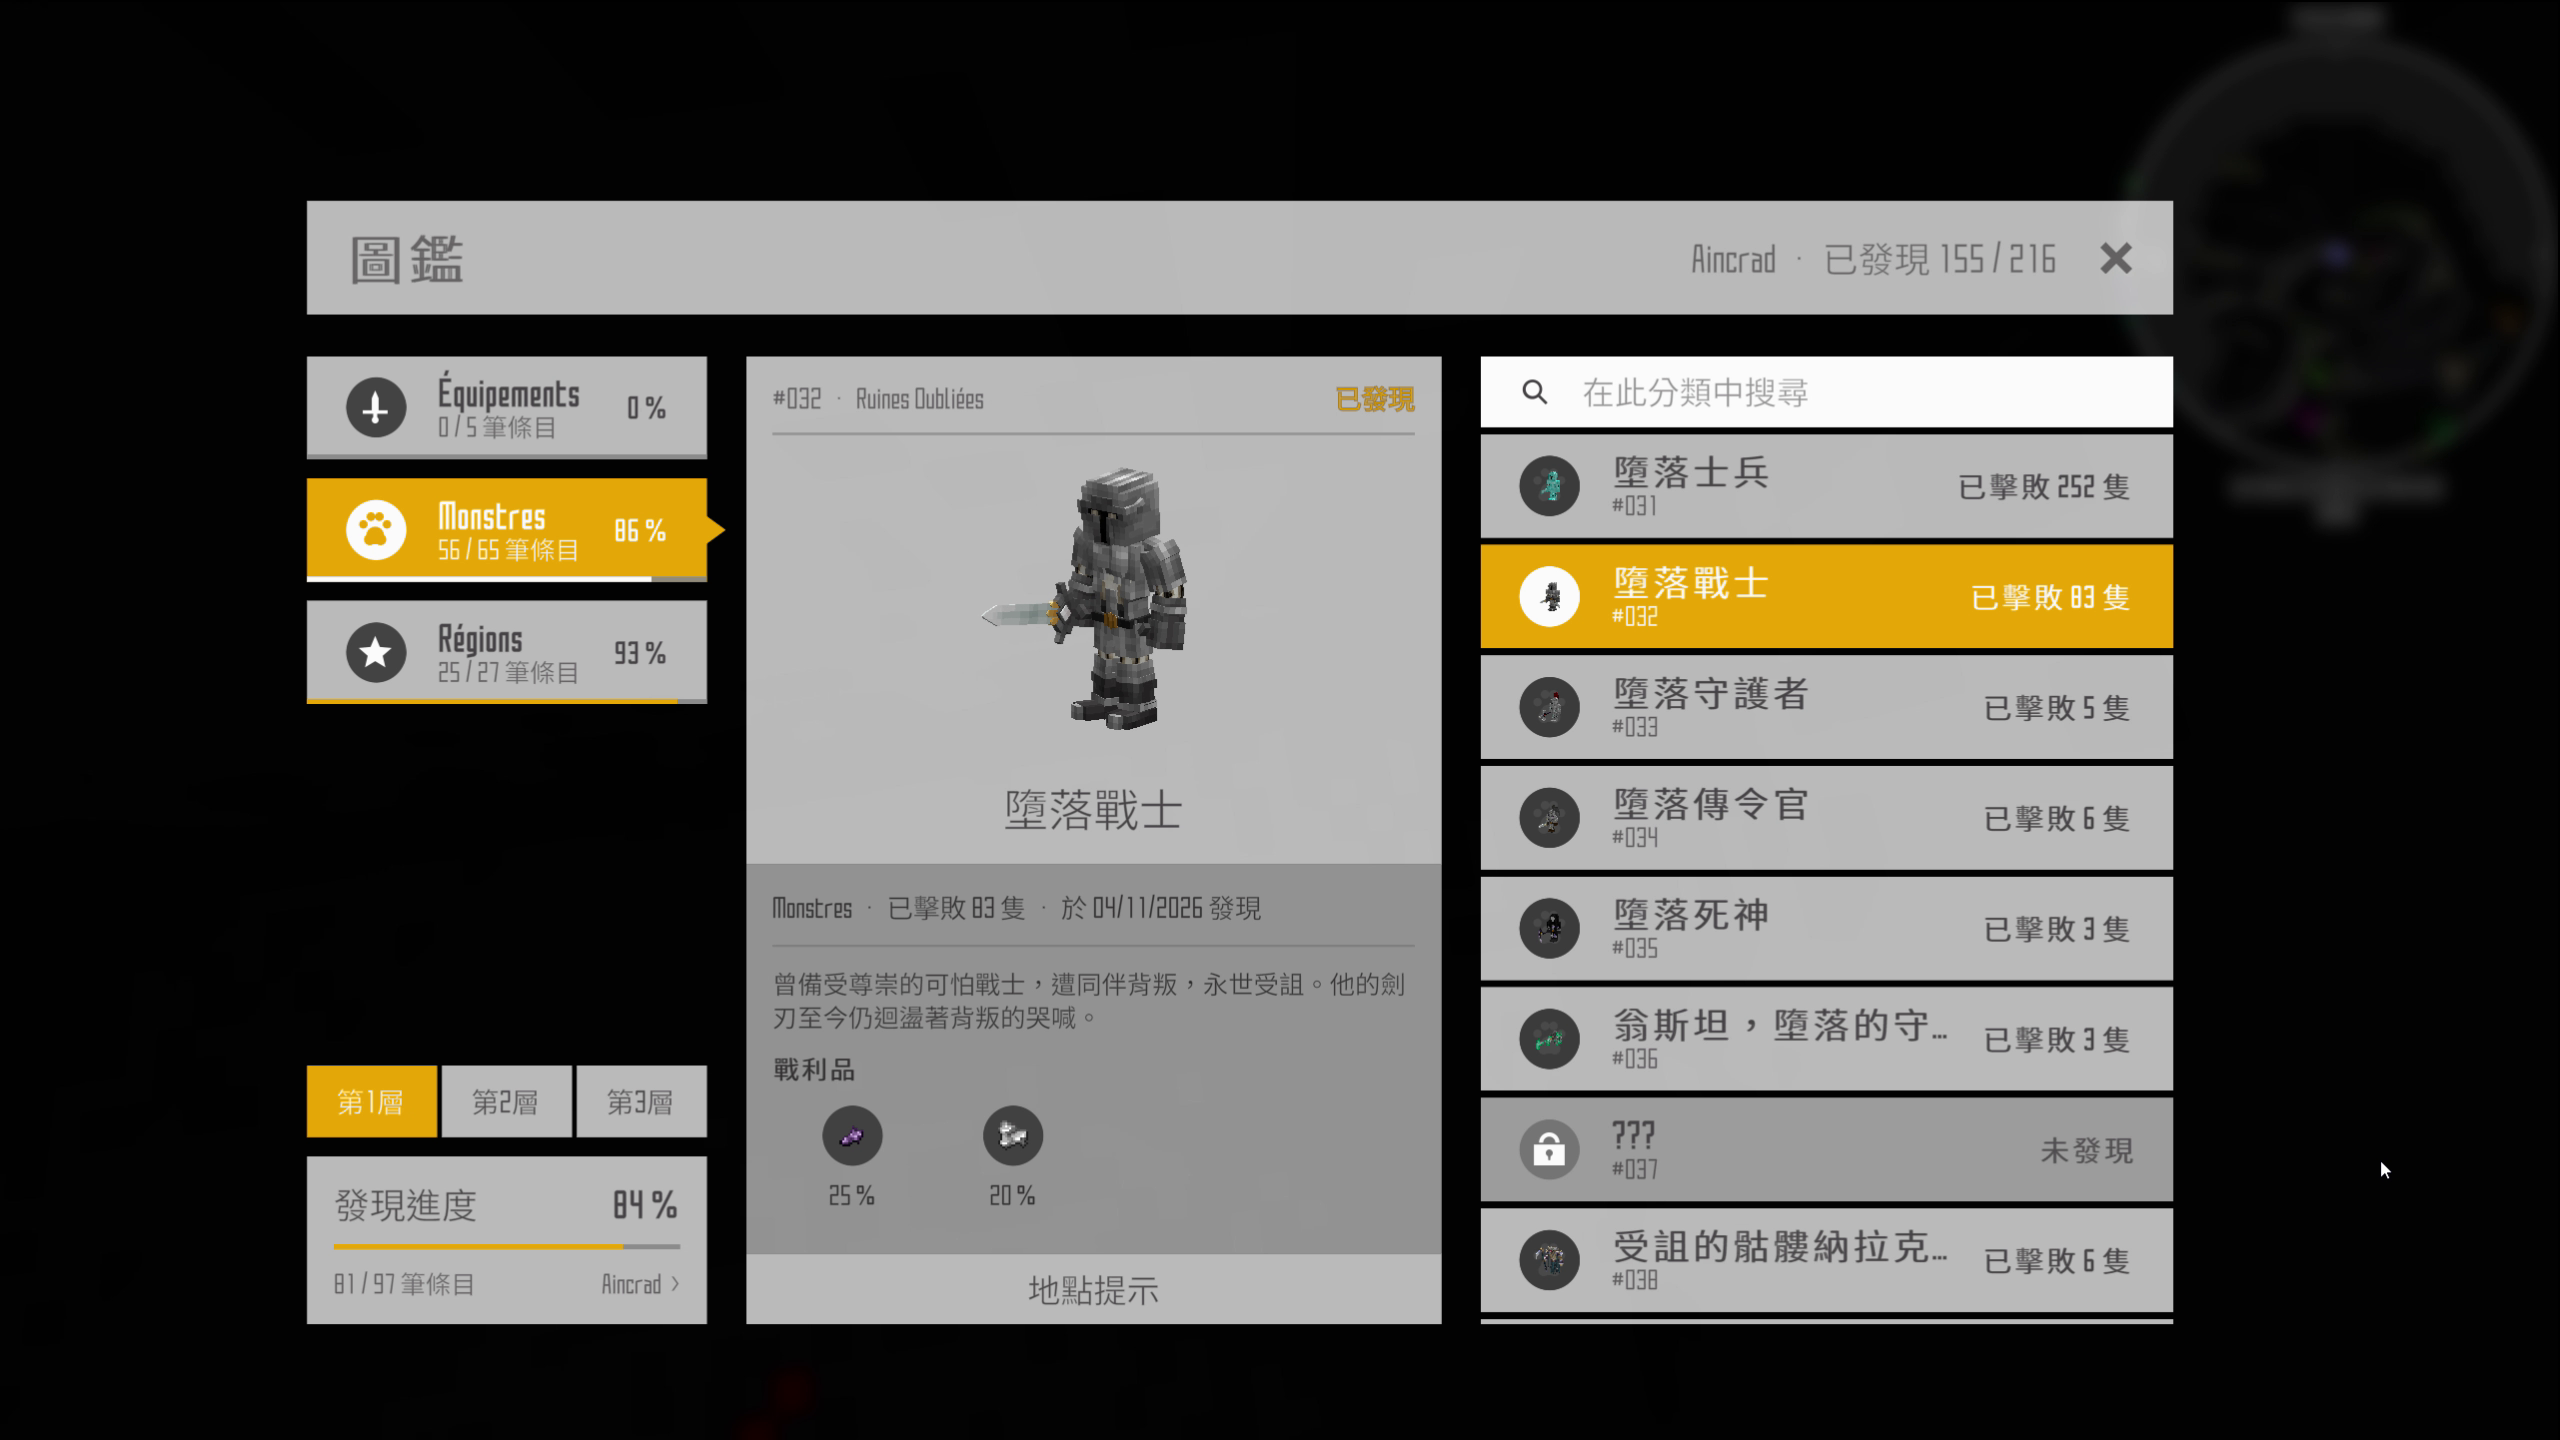 圖鑑
Aincrad · 已發現 155 / 216
Équipements
0 / 5 筆條目
0 %
Monstres
56 / 65 筆條目
86 %
Régions
25 / 27 筆條目
93 %
第1層
第2層
第3層
發現進度
84 %
81 / 97 筆條目
Aincrad >
#032 · Ruines Oubliées
已發現
墮落戰士
Monstres · 已擊敗 83 隻 · 於 04/11/2026 發現
曾備受尊崇的可怕戰士，遭同伴背叛，永世受詛。他的劍
刃至今仍迴盪著背叛的哭喊。
戰利品
25 %
20 %
地點提示
在此分類中搜尋
墮落士兵
#031
已擊敗 252 隻
墮落戰士
#032
已擊敗 83 隻
墮落守護者
#033
已擊敗 5 隻
墮落傳令官
#034
已擊敗 6 隻
墮落死神
#035
已擊敗 3 隻
翁斯坦，墮落的守...
#036
已擊敗 3 隻
???
#037
未發現
受詛的骷髏納拉克...
#038
已擊敗 6 隻